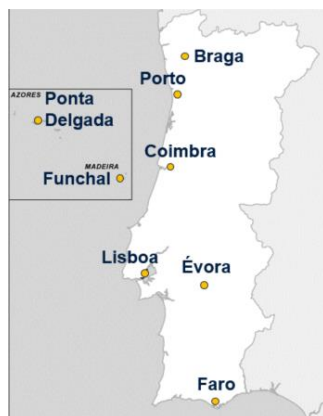 Braga
Porto
AZORES
Ponta
Delgada
Coimbra
MADEIRA
Funchal
Lisboa
Évora
Faro